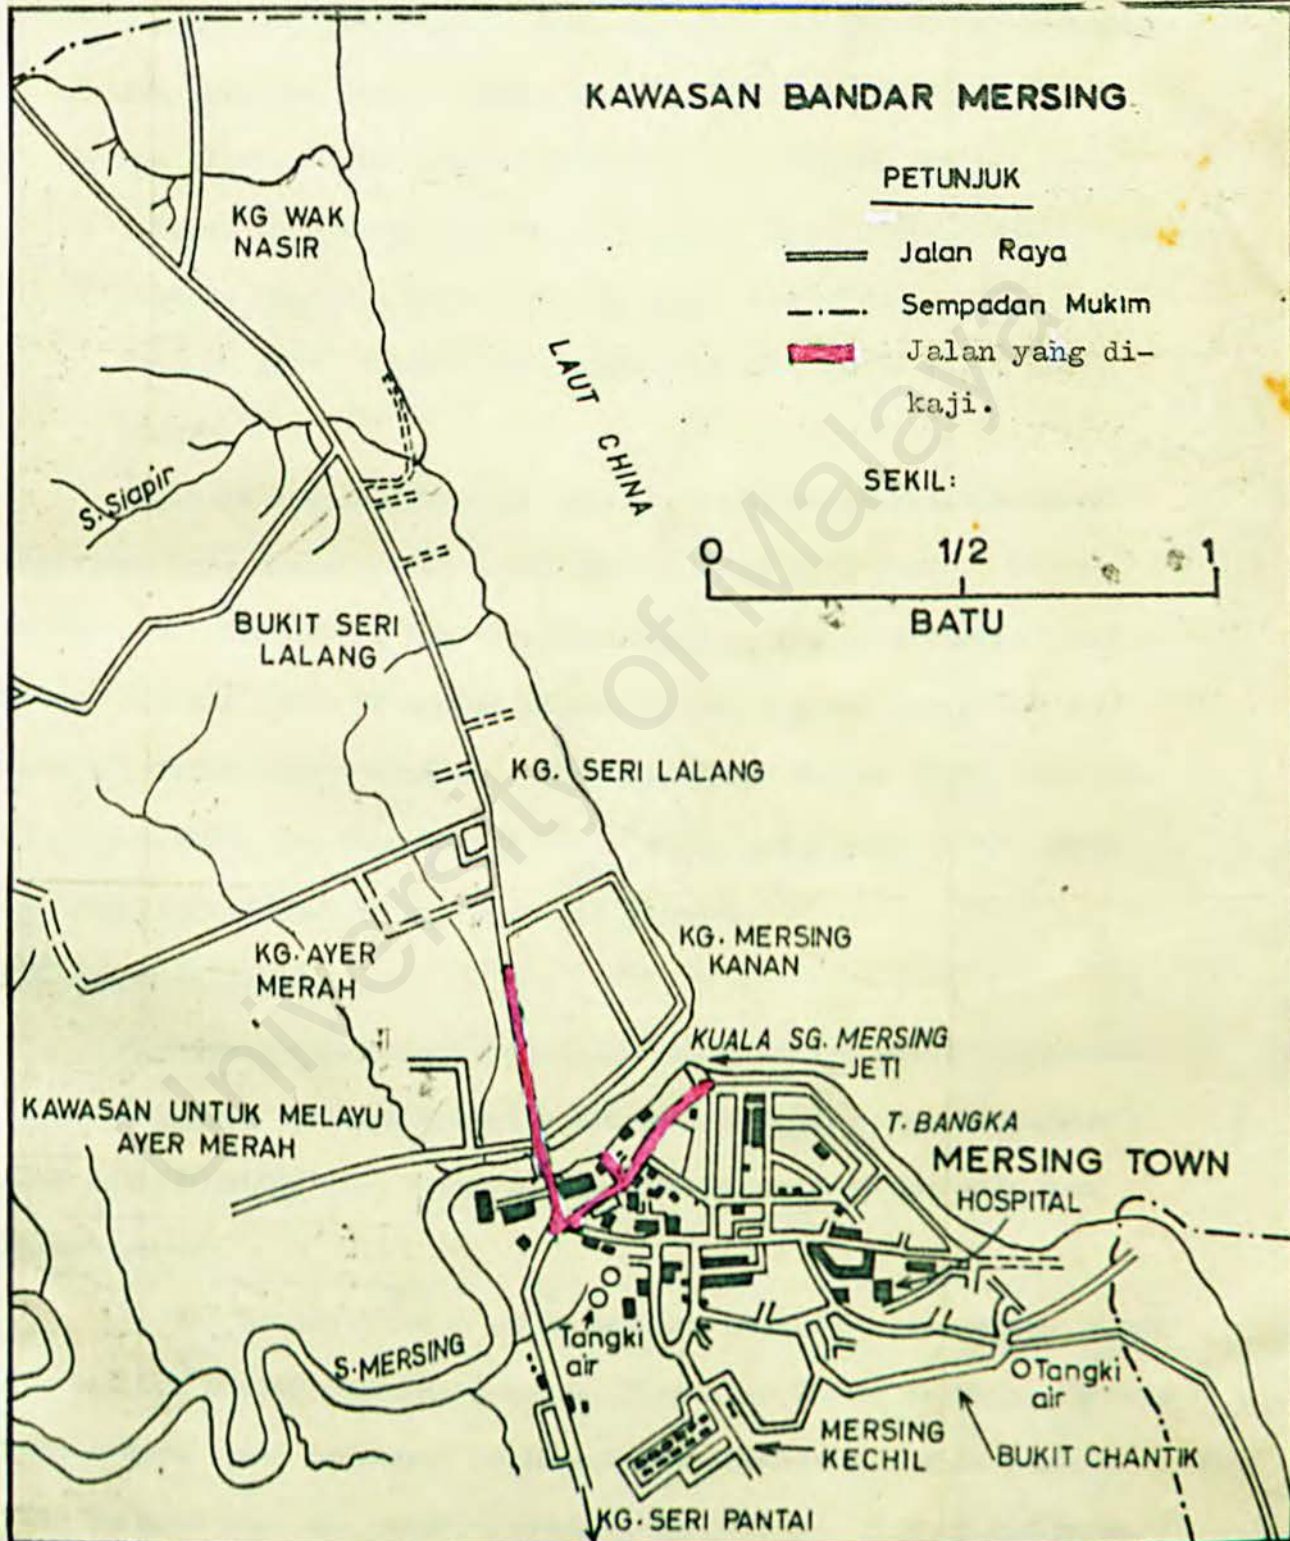 KAWASAN BANDAR MERSING
PETUNJUK
Jalan Raya
Sempadan Mukim
Jalan yang di-
kaji.
SEKIL:
0 1/2 1
BATU
KG WAK
NASIR
LAUT CHINA
S. Siapir
BUKIT SERI
LALANG
KG. SERI LALANG
KG. AYER
MERAH
KG. MERSING
KANAN
KUALA SG. MERSING
JETI
KAWASAN UNTUK MELAYU
AYER MERAH
T. BANGKA
MERSING TOWN
HOSPITAL
S. MERSING
Tangki
air
Tangki
air
MERSING
KECHIL
BUKIT CHANTIK
KG. SERI PANTAI
University of Malaya